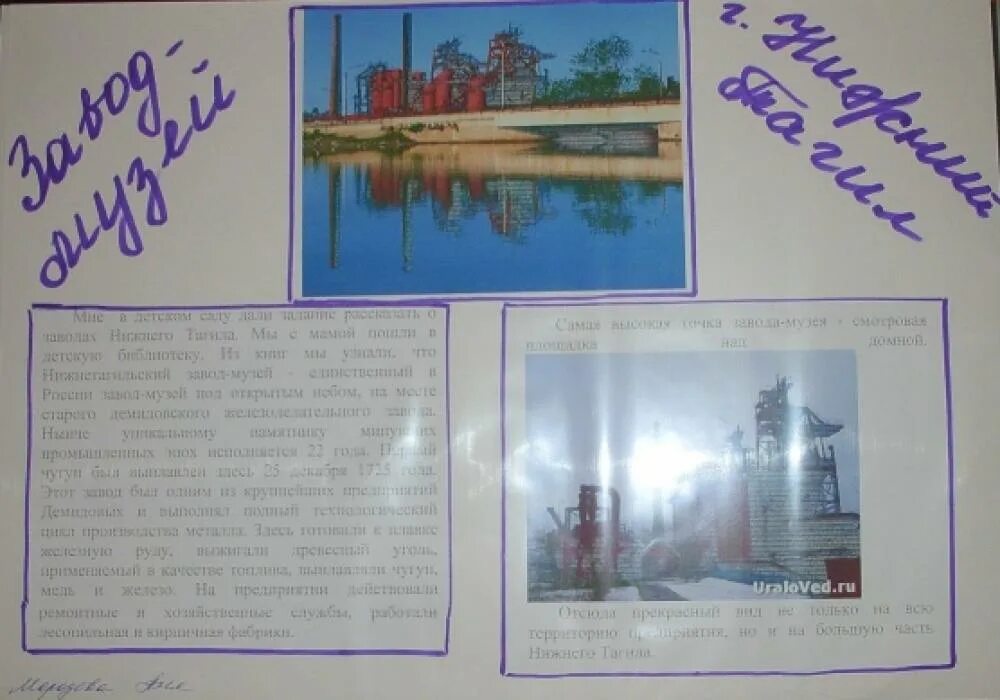 Завод-
музей
г. Нижний
Тагил
Мне в детском саду дали задание рассказать о
заводах Нижнего Тагила. Мы с мамой пошли в
детскую библиотеку. Из книг мы узнали, что
Нижнетагильский завод-музей - единственный в
России завод-музей под открытым небом, на месте
старого демидовского железоделательного завода.
Ныне уникальному памятнику минувших
промышленных эпох исполняется 22 года. Первый
чугун был выплавлен здесь 25 декабря 1725 года.
Этот завод был одним из крупнейших предприятий
Демидовых и выполнял полный технологический
цикл производства металла. Здесь готовили к плавке
железную руду, выжигали древесный уголь,
применяемый в качестве топлива, выплавляли чугун,
медь и железо. На предприятии действовали
ремонтные и хозяйственные службы, работали
лесопильная и кирпичная фабрики.
Самая высокая точка завода-музея - смотровая
площадка над домной.
UraloVed.ru
Отсюда прекрасный вид не только на всю
территорию предприятия, но и на большую часть
Нижнего Тагила.